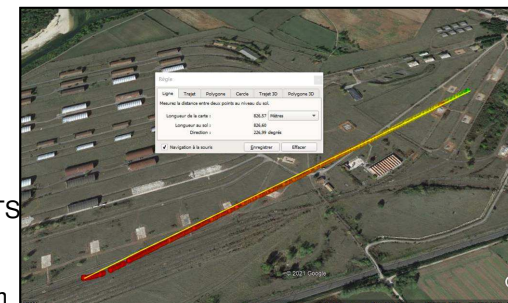 Règle
Ligne Trajet Polygone Cercle Trajet 3D Polygone 3D
Mesurez la distance entre deux points au niveau du sol.
Longueur de la carte : 826,57 Mètres
Longueur au sol : 826,60
Direction : 226,99 degrés
Navigation à la souris Enregistrer Effacer
TS
© 2021 Google